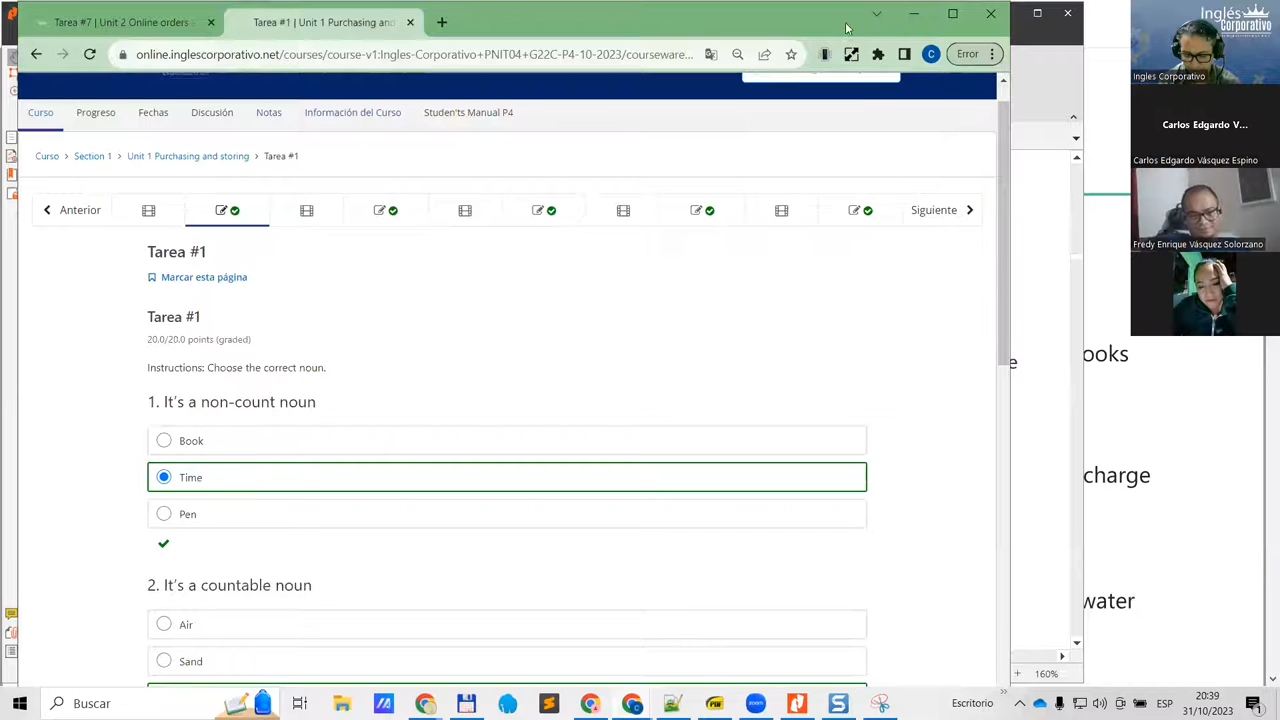 Tarea #7 | Unit 2 Online orders
Tarea #1 | Unit 1 Purchasing and
online.inglescorporativo.net/courses/course-v1:Ingles-Corporativo+PNIT04-G22C-P4-10-2023/courseware...
C
Error
Curso
Progreso
Fechas
Discusión
Notas
Información del Curso
Studen'ts Manual P4
Curso > Section 1 > Unit 1 Purchasing and storing > Tarea #1
Anterior
Siguiente
Tarea #1
Marcar esta página
Tarea #1
20.0/20.0 points (graded)
Instructions: Choose the correct noun.
1. It's a non-count noun
Book
Time
Pen
2. It's a countable noun
Air
Sand
Inglés
Corporativo
Ingles Corporativo
Carlos Edgardo V...
Carlos Edgardo Vásquez Espino
Fredy Enrique Vásquez Solorzano
ooks
e
charge
water
160%
Buscar
zoom
Escritorio
ESP
20:39
31/10/2023
1